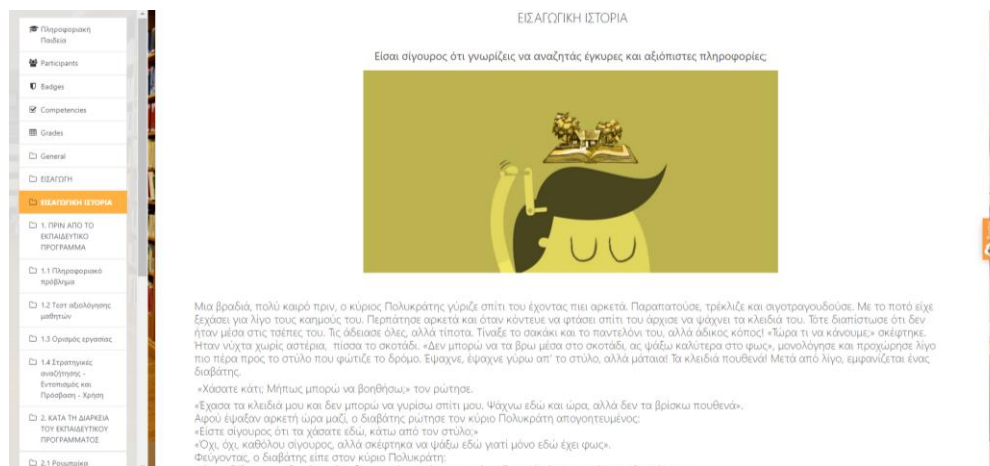 Πληροφοριακή
Παιδεία
Participants
Badges
Competencies
Grades
General
ΕΙΣΑΓΩΓΗ
ΕΙΣΑΓΩΓΙΚΗ ΙΣΤΟΡΙΑ
1. ΠΡΙΝ ΑΠΟ ΤΟ
ΕΚΠΑΙΔΕΥΤΙΚΟ
ΠΡΟΓΡΑΜΜΑ
1.1 Πληροφοριακό
πρόβλημα
1.2 Τεστ αξιολόγησης
μαθητών
1.3 Ορισμός εργασίας
1.4 Στρατηγικές
αναζήτησης -
Εντοπισμός και
Πρόσβαση - Χρήση
2. ΚΑΤΑ ΤΗ ΔΙΑΡΚΕΙΑ
ΤΟΥ ΕΚΠΑΙΔΕΥΤΙΚΟΥ
ΠΡΟΓΡΑΜΜΑΤΟΣ
2.1 Ρουμπρίκα
ΕΙΣΑΓΩΓΙΚΗ ΙΣΤΟΡΙΑ
Είσαι σίγουρος ότι γνωρίζεις να αναζητάς έγκυρες και αξιόπιστες πληροφορίες;
Μια βραδιά, πολύ καιρό πριν, ο κύριος Πολυκράτης γύριζε σπίτι του έχοντας πιει αρκετά. Παραπατούσε, τρέκλιζε και σιγοτραγουδούσε. Με το ποτό είχε
ξεχάσει για λίγο τους καημούς του. Περπάτησε αρκετά και όταν κόντευε να φτάσει σπίτι του άρχισε να ψάχνει τα κλειδιά του. Τότε διαπίστωσε ότι δεν
ήταν μέσα στις τσέπες του. Τις άδειασε όλες, αλλά τίποτα. Τίναξε το σακάκι και το παντελόνι του, αλλά άδικος κόπος! «Τώρα τι να κάνουμε;» σκέφτηκε.
Ήταν νύχτα χωρίς αστέρια, πίσσα το σκοτάδι. «Δεν μπορώ να τα βρω μέσα στο σκοτάδι, ας ψάξω καλύτερα στο φως», μονολόγησε και προχώρησε λίγο
πιο πέρα προς το στύλο που φώτιζε το δρόμο. Έψαχνε, έψαχνε γύρω απ' το στύλο, αλλά μάταια! Τα κλειδιά πουθενά! Μετά από λίγο, εμφανίζεται ένας
διαβάτης.
«Χάσατε κάτι; Μήπως μπορώ να βοηθήσω;» τον ρώτησε.
«Έχασα τα κλειδιά μου και δεν μπορώ να γυρίσω σπίτι μου. Ψάχνω εδώ και ώρα, αλλά δεν τα βρίσκω πουθενά».
Αφού έψαξαν αρκετή ώρα μαζί, ο διαβάτης ρώτησε τον κύριο Πολυκράτη απογοητευμένος:
«Είστε σίγουρος ότι τα χάσατε εδώ, κάτω από τον στύλο;»
«Όχι, όχι, καθόλου σίγουρος, αλλά σκέφτηκα να ψάξω εδώ γιατί μόνο εδώ έχει φως».
Φεύγοντας, ο διαβάτης είπε στον κύριο Πολυκράτη: